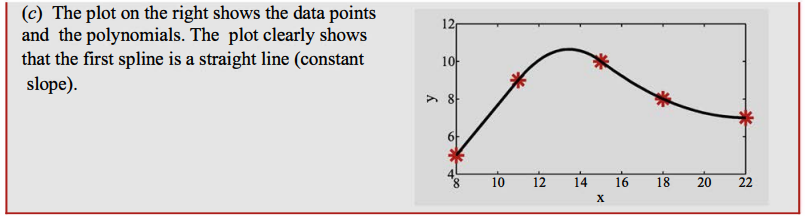 (c) The plot on the right shows the data points
and the polynomials. The plot clearly shows
that the first spline is a straight line (constant
slope).
12
10
y
8
6
4
8 10 12 14 16 18 20 22
x